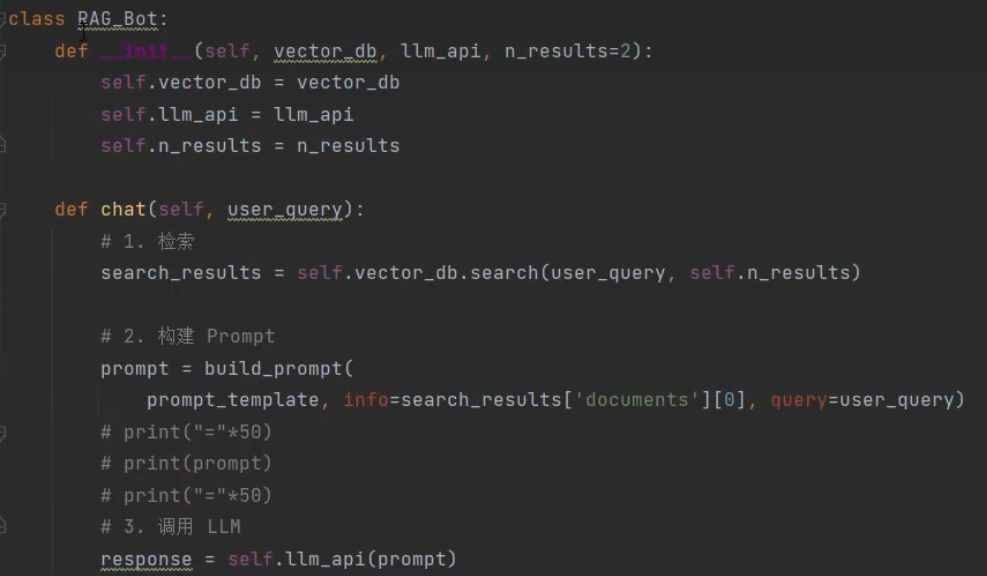 class RAG_Bot:
    def __init__(self, vector_db, llm_api, n_results=2):
        self.vector_db = vector_db
        self.llm_api = llm_api
        self.n_results = n_results

    def chat(self, user_query):
        # 1. 检索
        search_results = self.vector_db.search(user_query, self.n_results)

        # 2. 构建 Prompt
        prompt = build_prompt(
            prompt_template, info=search_results['documents'][0], query=user_query)
        # print("="*50)
        # print(prompt)
        # print("="*50)
        # 3. 调用 LLM
        response = self.llm_api(prompt)